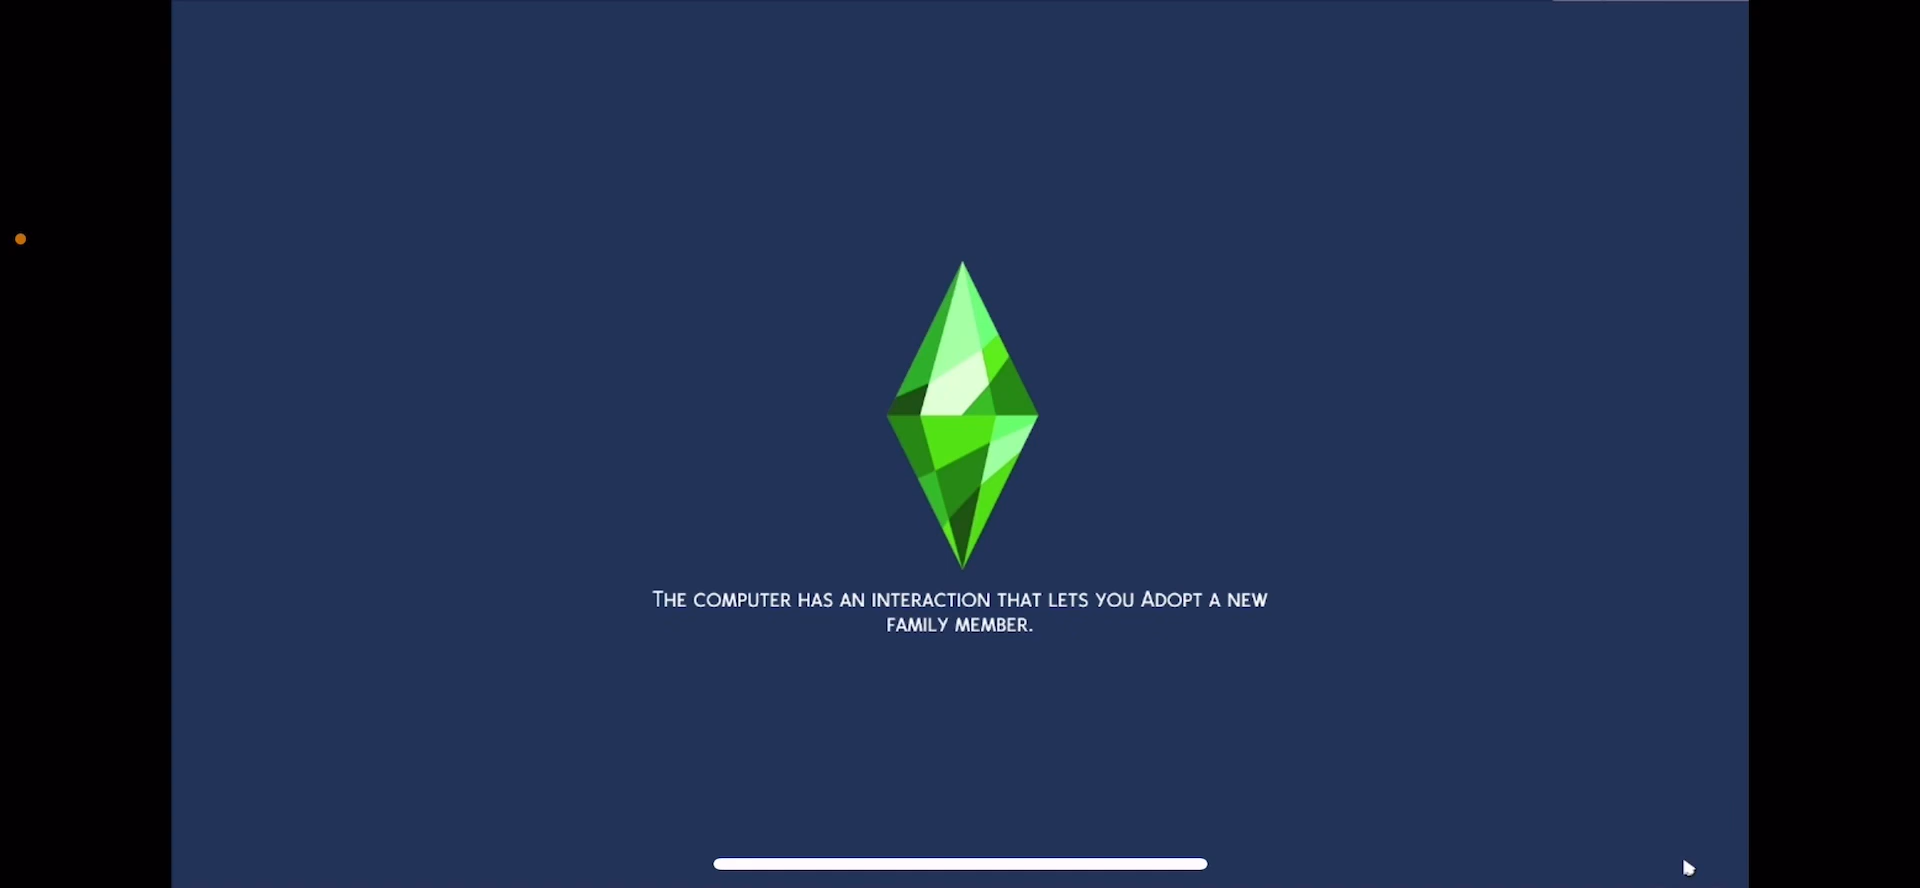 The computer has an interaction that lets you Adopt a new
family member.